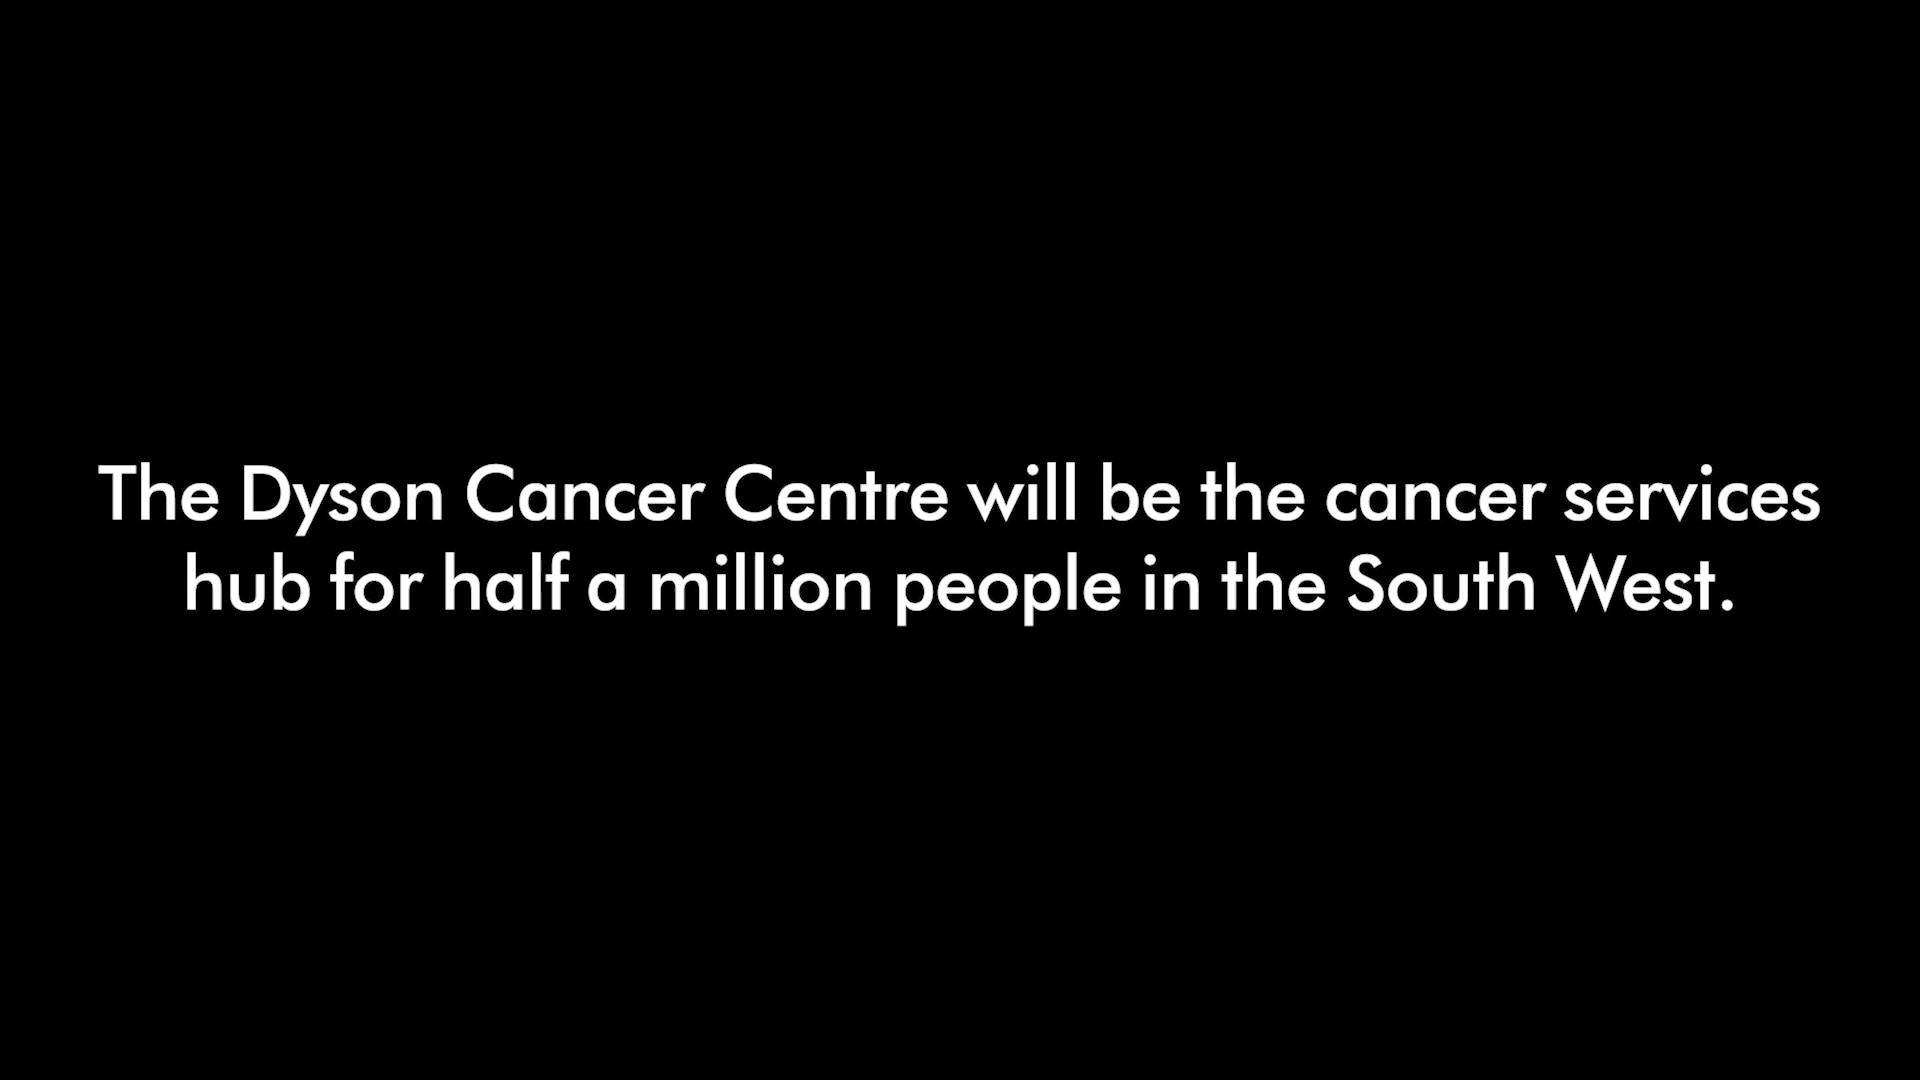 The Dyson Cancer Centre will be the cancer services
hub for half a million people in the South West.